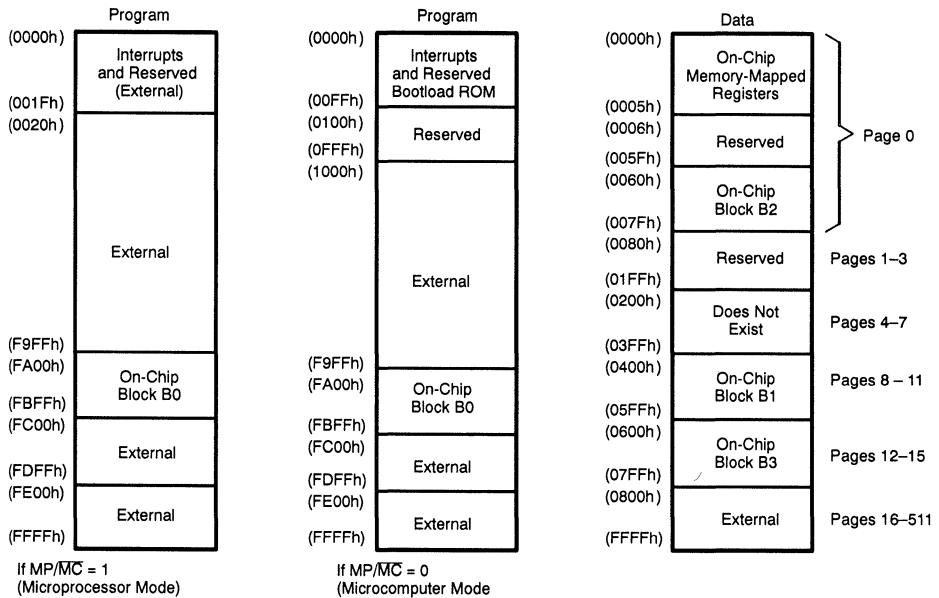 Program
(0000h)
Interrupts
and Reserved
(External)
(001Fh)
(0020h)
External
(F9FFh)
(FA00h)
On-Chip
Block B0
(FBFFh)
(FC00h)
External
(FDFFh)
(FE00h)
External
(FFFFh)
If MP/M̅C̅ = 1
(Microprocessor Mode)
Program
(0000h)
Interrupts
and Reserved
Bootload ROM
(00FFh)
(0100h)
Reserved
(0FFFh)
(1000h)
External
(F9FFh)
(FA00h)
On-Chip
Block B0
(FBFFh)
(FC00h)
External
(FDFFh)
(FE00h)
External
(FFFFh)
If MP/M̅C̅ = 0
(Microcomputer Mode
Data
(0000h)
On-Chip
Memory-Mapped
Registers
(0005h)
(0006h)
Reserved
(005Fh)
(0060h)
On-Chip
Block B2
(007Fh)
Page 0
(0080h)
Reserved
(01FFh)
Pages 1–3
(0200h)
Does Not
Exist
(03FFh)
Pages 4–7
(0400h)
On-Chip
Block B1
(05FFh)
Pages 8 – 11
(0600h)
On-Chip
Block B3
(07FFh)
Pages 12–15
(0800h)
External
(FFFFh)
Pages 16–511